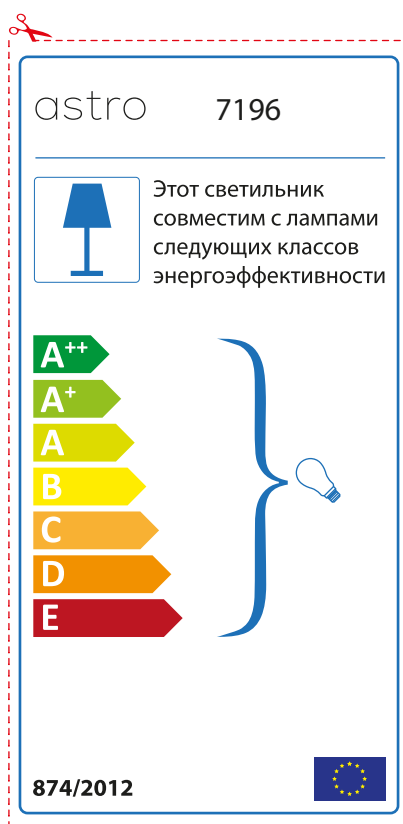 astro 7196
Этот светильник
совместим с лампами
следующих классов
энергоэффективности
A++
A+
A
B
C
D
E
874/2012